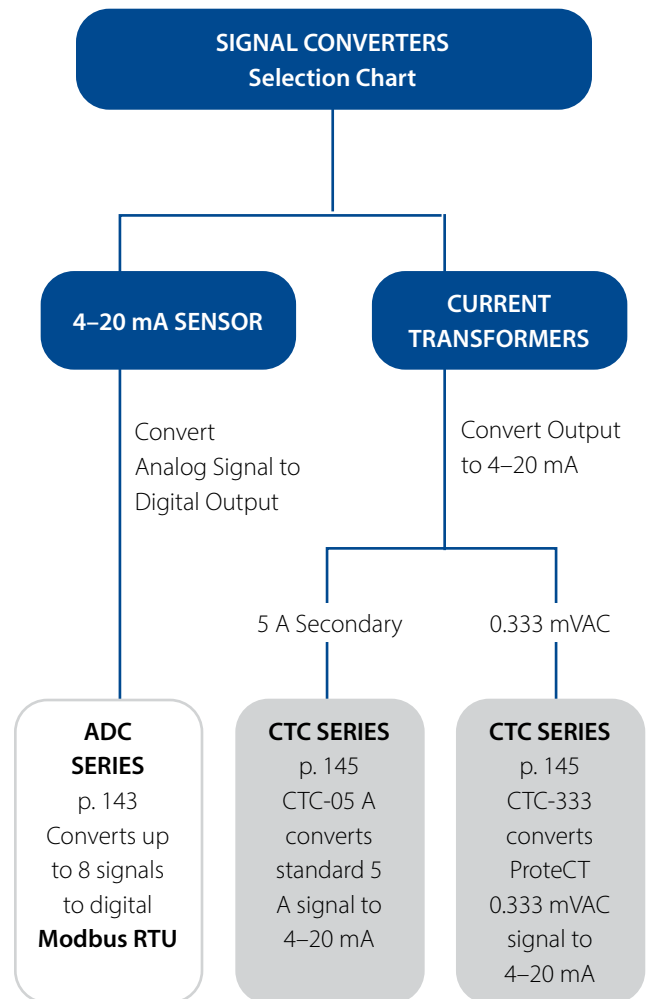 SIGNAL CONVERTERS
Selection Chart
4–20 mA SENSOR
CURRENT
TRANSFORMERS
Convert
Analog Signal to
Digital Output
Convert Output
to 4–20 mA
5 A Secondary
0.333 mVAC
ADC
SERIES
p. 143
Converts up
to 8 signals
to digital
Modbus RTU
CTC SERIES
p. 145
CTC-05 A
converts
standard 5
A signal to
4–20 mA
CTC SERIES
p. 145
CTC-333
converts
ProteCT
0.333 mVAC
signal to
4–20 mA